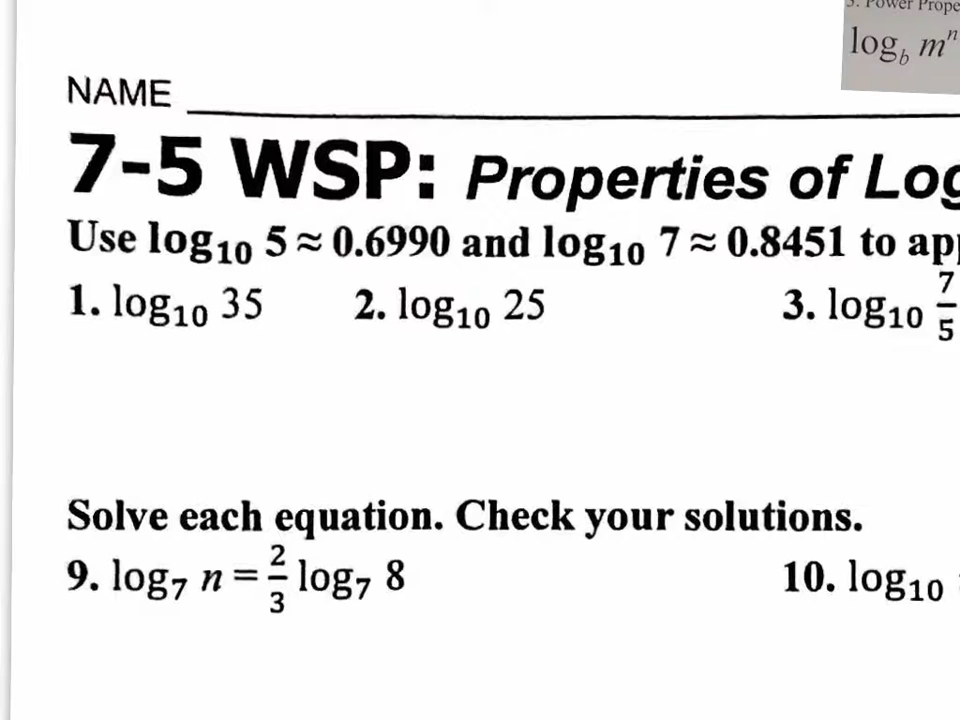 3. Power Prope
log_b m^n
NAME
7-5 WSP: Properties of Log
Use log₁₀ 5 ≈ 0.6990 and log₁₀ 7 ≈ 0.8451 to app
1. log₁₀ 35 2. log₁₀ 25 3. log₁₀ 7/5
Solve each equation. Check your solutions.
9. log₇ n = 2/3 log₇ 8 10. log₁₀